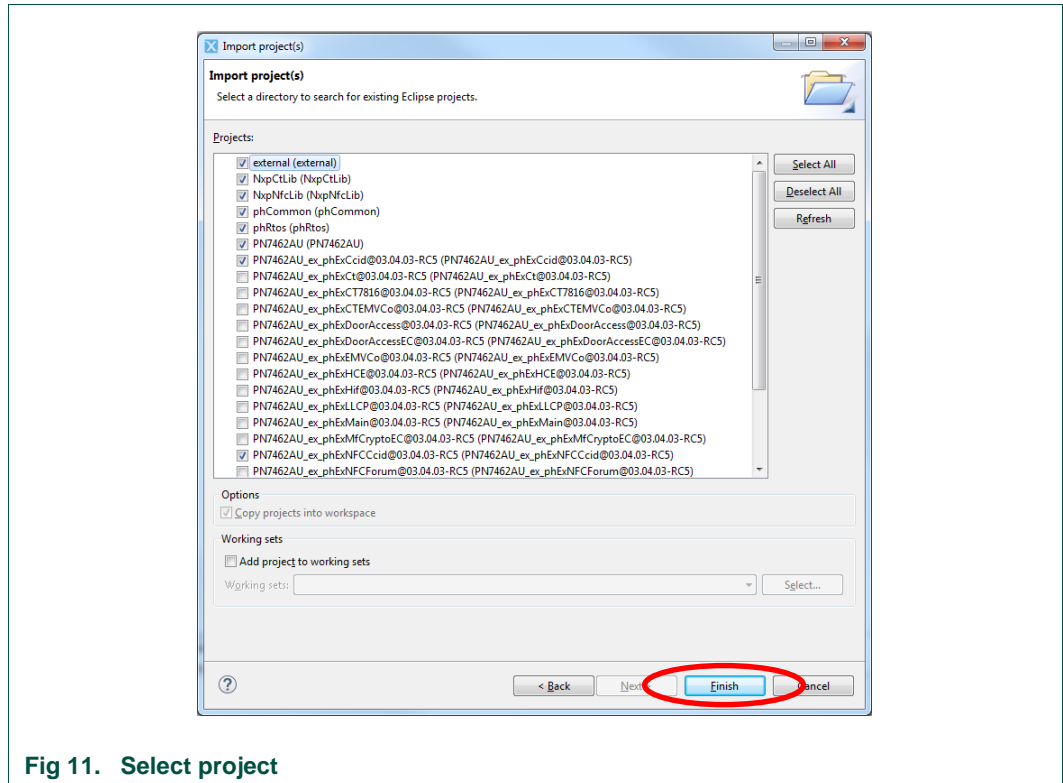 Import project(s)
Import project(s)
Select a directory to search for existing Eclipse projects.
Projects:
external (external)
NxpCtLib (NxpCtLib)
NxpNfcLib (NxpNfcLib)
phCommon (phCommon)
phRtos (phRtos)
PN7462AU (PN7462AU)
PN7462AU_ex_phExCcid@03.04.03-RC5 (PN7462AU_ex_phExCcid@03.04.03-RC5)
PN7462AU_ex_phExCt@03.04.03-RC5 (PN7462AU_ex_phExCt@03.04.03-RC5)
PN7462AU_ex_phExCT7816@03.04.03-RC5 (PN7462AU_ex_phExCT7816@03.04.03-RC5)
PN7462AU_ex_phExCTEMVCo@03.04.03-RC5 (PN7462AU_ex_phExCTEMVCo@03.04.03-RC5)
PN7462AU_ex_phExDoorAccess@03.04.03-RC5 (PN7462AU_ex_phExDoorAccess@03.04.03-RC5)
PN7462AU_ex_phExDoorAccessEC@03.04.03-RC5 (PN7462AU_ex_phExDoorAccessEC@03.04.03-RC5)
PN7462AU_ex_phExEMVCo@03.04.03-RC5 (PN7462AU_ex_phExEMVCo@03.04.03-RC5)
PN7462AU_ex_phExHCE@03.04.03-RC5 (PN7462AU_ex_phExHCE@03.04.03-RC5)
PN7462AU_ex_phExHif@03.04.03-RC5 (PN7462AU_ex_phExHif@03.04.03-RC5)
PN7462AU_ex_phExLLCP@03.04.03-RC5 (PN7462AU_ex_phExLLCP@03.04.03-RC5)
PN7462AU_ex_phExMain@03.04.03-RC5 (PN7462AU_ex_phExMain@03.04.03-RC5)
PN7462AU_ex_phExMfCryptoEC@03.04.03-RC5 (PN7462AU_ex_phExMfCryptoEC@03.04.03-RC5)
PN7462AU_ex_phExNFCCcid@03.04.03-RC5 (PN7462AU_ex_phExNFCCcid@03.04.03-RC5)
PN7462AU_ex_phExNFCForum@03.04.03-RC5 (PN7462AU_ex_phExNFCForum@03.04.03-RC5)
Select All
Deselect All
Refresh
Options
Copy projects into workspace
Working sets
Add project to working sets
Working sets:
Select...
?
< Back
Next
Finish
Cancel
Fig 11. Select project